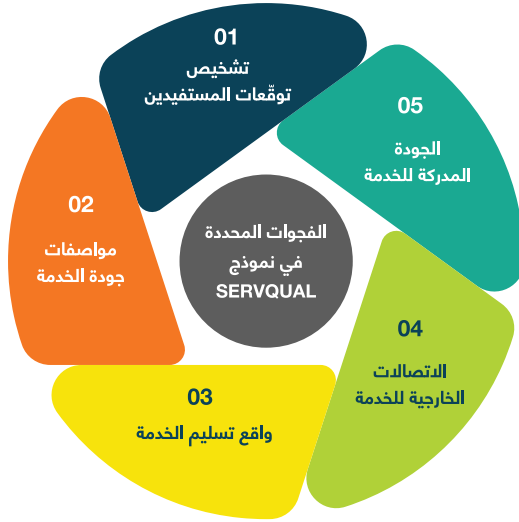 الفجوات المحددة
في نموذج
SERVQUAL
01
تشخيص
توقّعات المستفيدين
02
مواصفات
جودة الخدمة
03
واقع تسليم الخدمة
04
الاتصالات
الخارجية للخدمة
05
الجودة
المدركة للخدمة